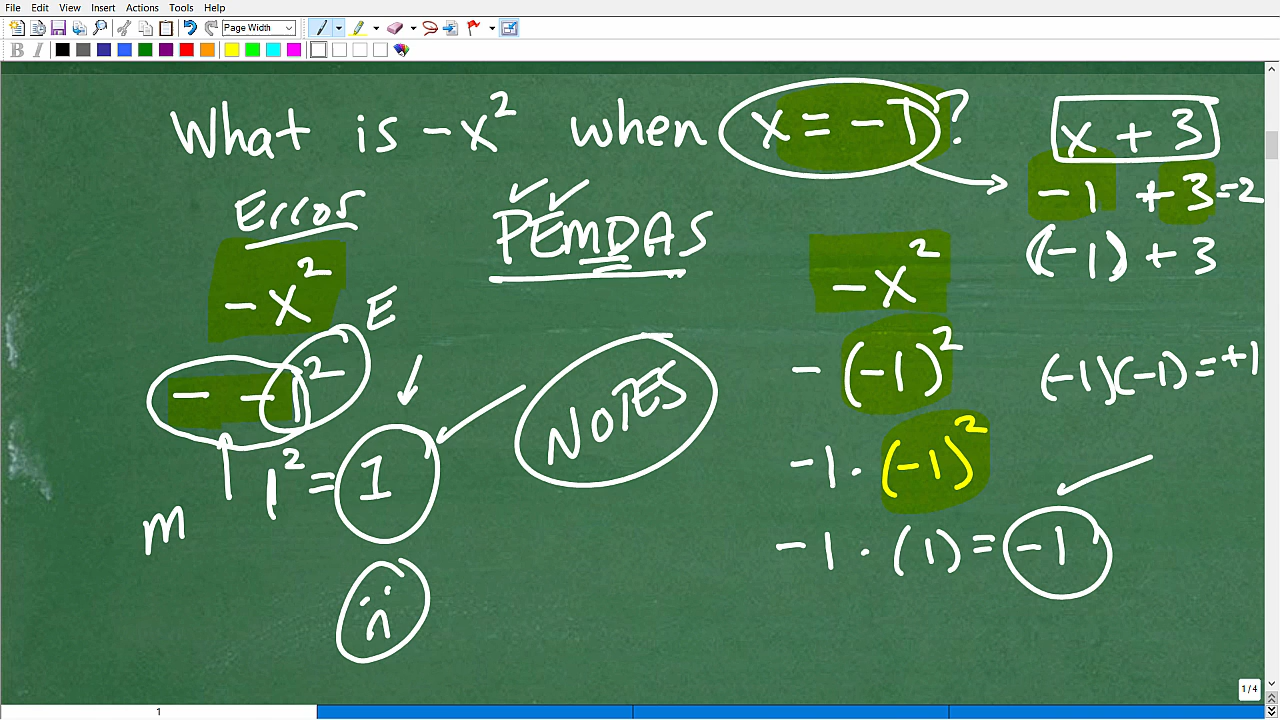 File Edit View Insert Actions Tools Help
Page Width
B I
What is -x² when x = -1?
x + 3
-1 + 3 = 2
(-1) + 3
Error
-x²
- -1²
E
1² = 1
m
PEMDAS
NOTES
-x²
-(-1)²
(-1)(-1) = +1
-1 · (-1)²
-1 · (1) = -1
1/4
1